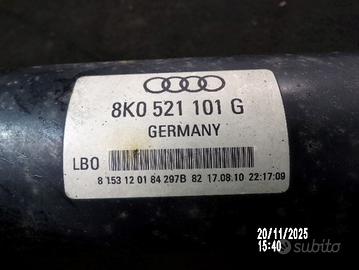 8K0 521 101 G
GERMANY
LBO
8 153 12 01 84 297B 82 17.08.10 22:17:09
20/11/2025
15:40
subito